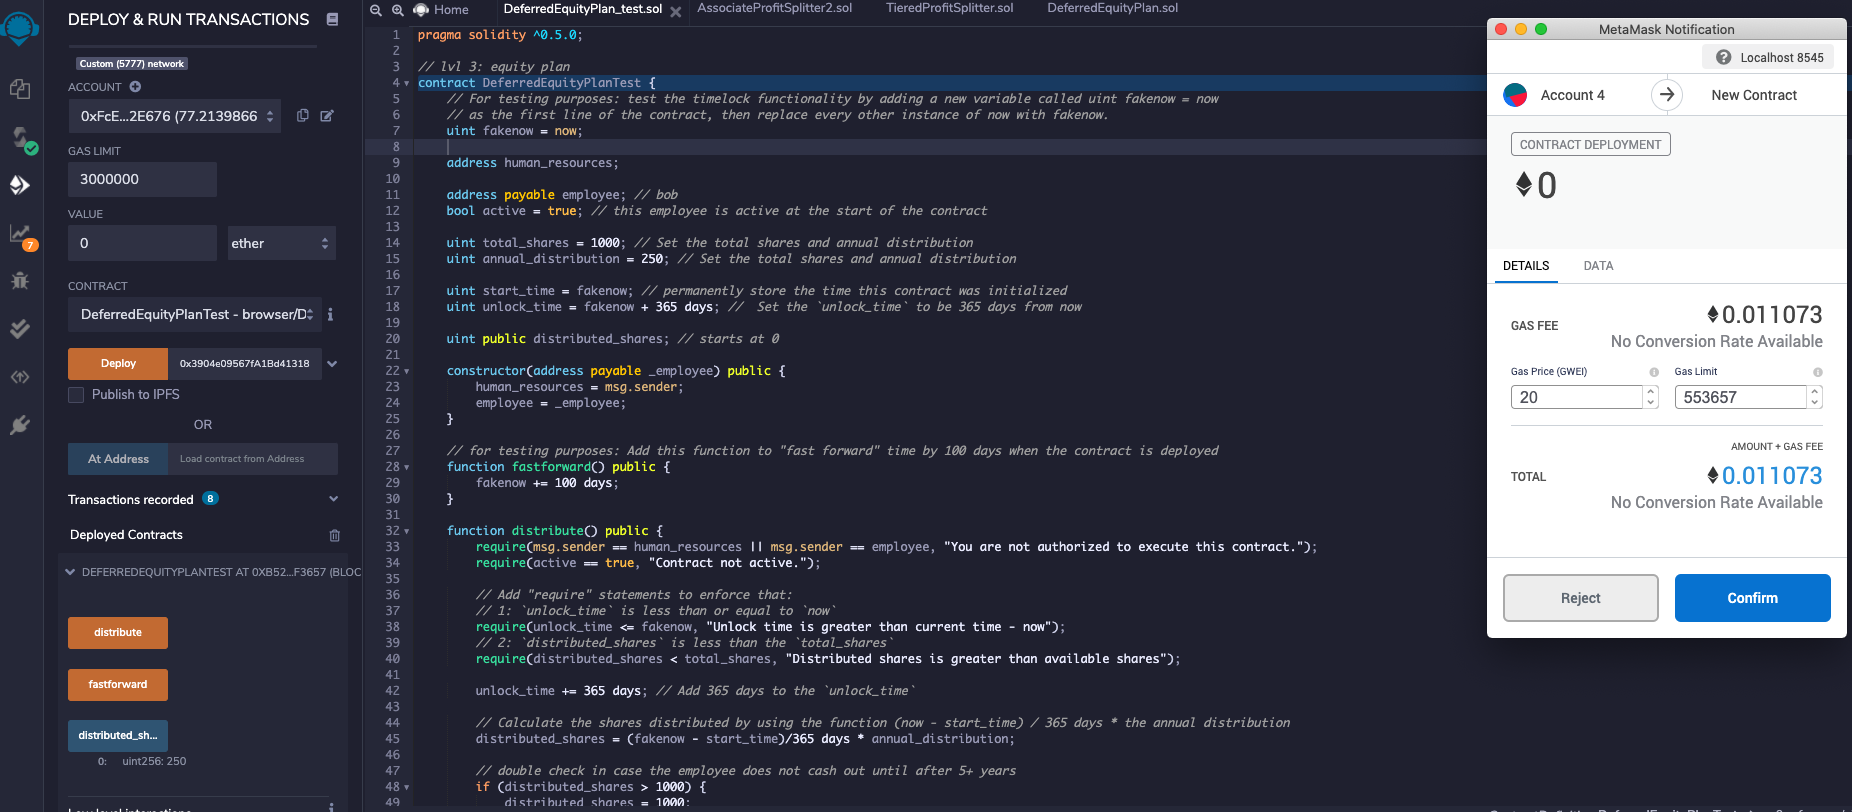 DEPLOY & RUN TRANSACTIONS
Custom (5777) network
ACCOUNT
0xFcE...2E676 (77.2139866
GAS LIMIT
3000000
VALUE
0
ether
CONTRACT
DeferredEquityPlanTest - browser/D
Deploy
0x3904e09567fA1Bd41318
Publish to IPFS
OR
At Address
Load contract from Address
Transactions recorded 8
Deployed Contracts
DEFERREDEQUITYPLANTEST AT 0XB52...F3657 (BLOC
distribute
fastforward
distributed_sh...
0: uint256: 250
Low level interactions
7
Home
DeferredEquityPlan_test.sol
AssociateProfitSplitter2.sol
TieredProfitSplitter.sol
DeferredEquityPlan.sol
1 pragma solidity ^0.5.0;
2
3 // lvl 3: equity plan
4 contract DeferredEquityPlanTest {
5 // For testing purposes: test the timelock functionality by adding a new variable called uint fakenow = now
6 // as the first line of the contract, then replace every other instance of now with fakenow.
7 uint fakenow = now;
8
9 address human_resources;
10
11 address payable employee; // bob
12 bool active = true; // this employee is active at the start of the contract
13
14 uint total_shares = 1000; // Set the total shares and annual distribution
15 uint annual_distribution = 250; // Set the total shares and annual distribution
16
17 uint start_time = fakenow; // permanently store the time this contract was initialized
18 uint unlock_time = fakenow + 365 days; //  Set the `unlock_time` to be 365 days from now
19
20 uint public distributed_shares; // starts at 0
21
22 constructor(address payable _employee) public {
23 human_resources = msg.sender;
24 employee = _employee;
25 }
26
27 // for testing purposes: Add this function to "fast forward" time by 100 days when the contract is deployed
28 function fastforward() public {
29 fakenow += 100 days;
30 }
31
32 function distribute() public {
33 require(msg.sender == human_resources || msg.sender == employee, "You are not authorized to execute this contract.");
34 require(active == true, "Contract not active.");
35
36 // Add "require" statements to enforce that:
37 // 1: `unlock_time` is less than or equal to `now`
38 require(unlock_time <= fakenow, "Unlock time is greater than current time - now");
39 // 2: `distributed_shares` is less than the `total_shares`
40 require(distributed_shares < total_shares, "Distributed shares is greater than available shares");
41
42 unlock_time += 365 days; // Add 365 days to the `unlock_time`
43
44 // Calculate the shares distributed by using the function (now - start_time) / 365 days * the annual distribution
45 distributed_shares = (fakenow - start_time)/365 days * annual_distribution;
46
47 // double check in case the employee does not cash out until after 5+ years
48 if (distributed_shares > 1000) {
49 distributed_shares = 1000;
MetaMask Notification
Localhost 8545
Account 4
New Contract
CONTRACT DEPLOYMENT
0
DETAILS
DATA
GAS FEE
0.011073
No Conversion Rate Available
Gas Price (GWEI)
Gas Limit
20
553657
AMOUNT + GAS FEE
TOTAL
0.011073
No Conversion Rate Available
Reject
Confirm